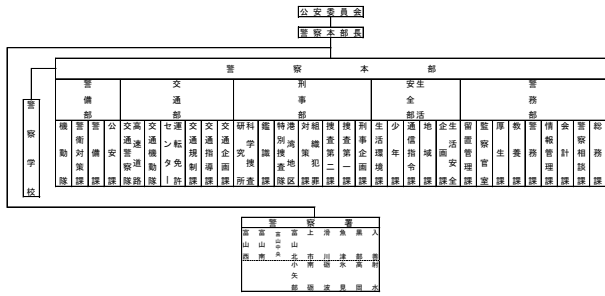 公安委員会
警察本部長
警察本部
警務部
生活安全部
刑事部
交通部
警備部
総務課
警察相談課
会計課
情報管理課
警務課
教養課
厚生課
監察官室
留置管理課
生活安全企画課
地域課
通信指令課
少年課
生活環境課
刑事企画課
捜査第一課
捜査第二課
組織犯罪対策課
港湾地区特別捜査隊
鑑識課
科学捜査研究所
交通企画課
交通指導課
交通規制課
運転免許センター
交通機動隊
高速道路交通警察隊
公安課
警備課
警衛対策課
機動隊
警察学校
警察署
入善
黒部
魚津
滑川
上市
富山北
富山中央
富山南
富山西
射水
高岡
氷見
砺波
南砺
小矢部